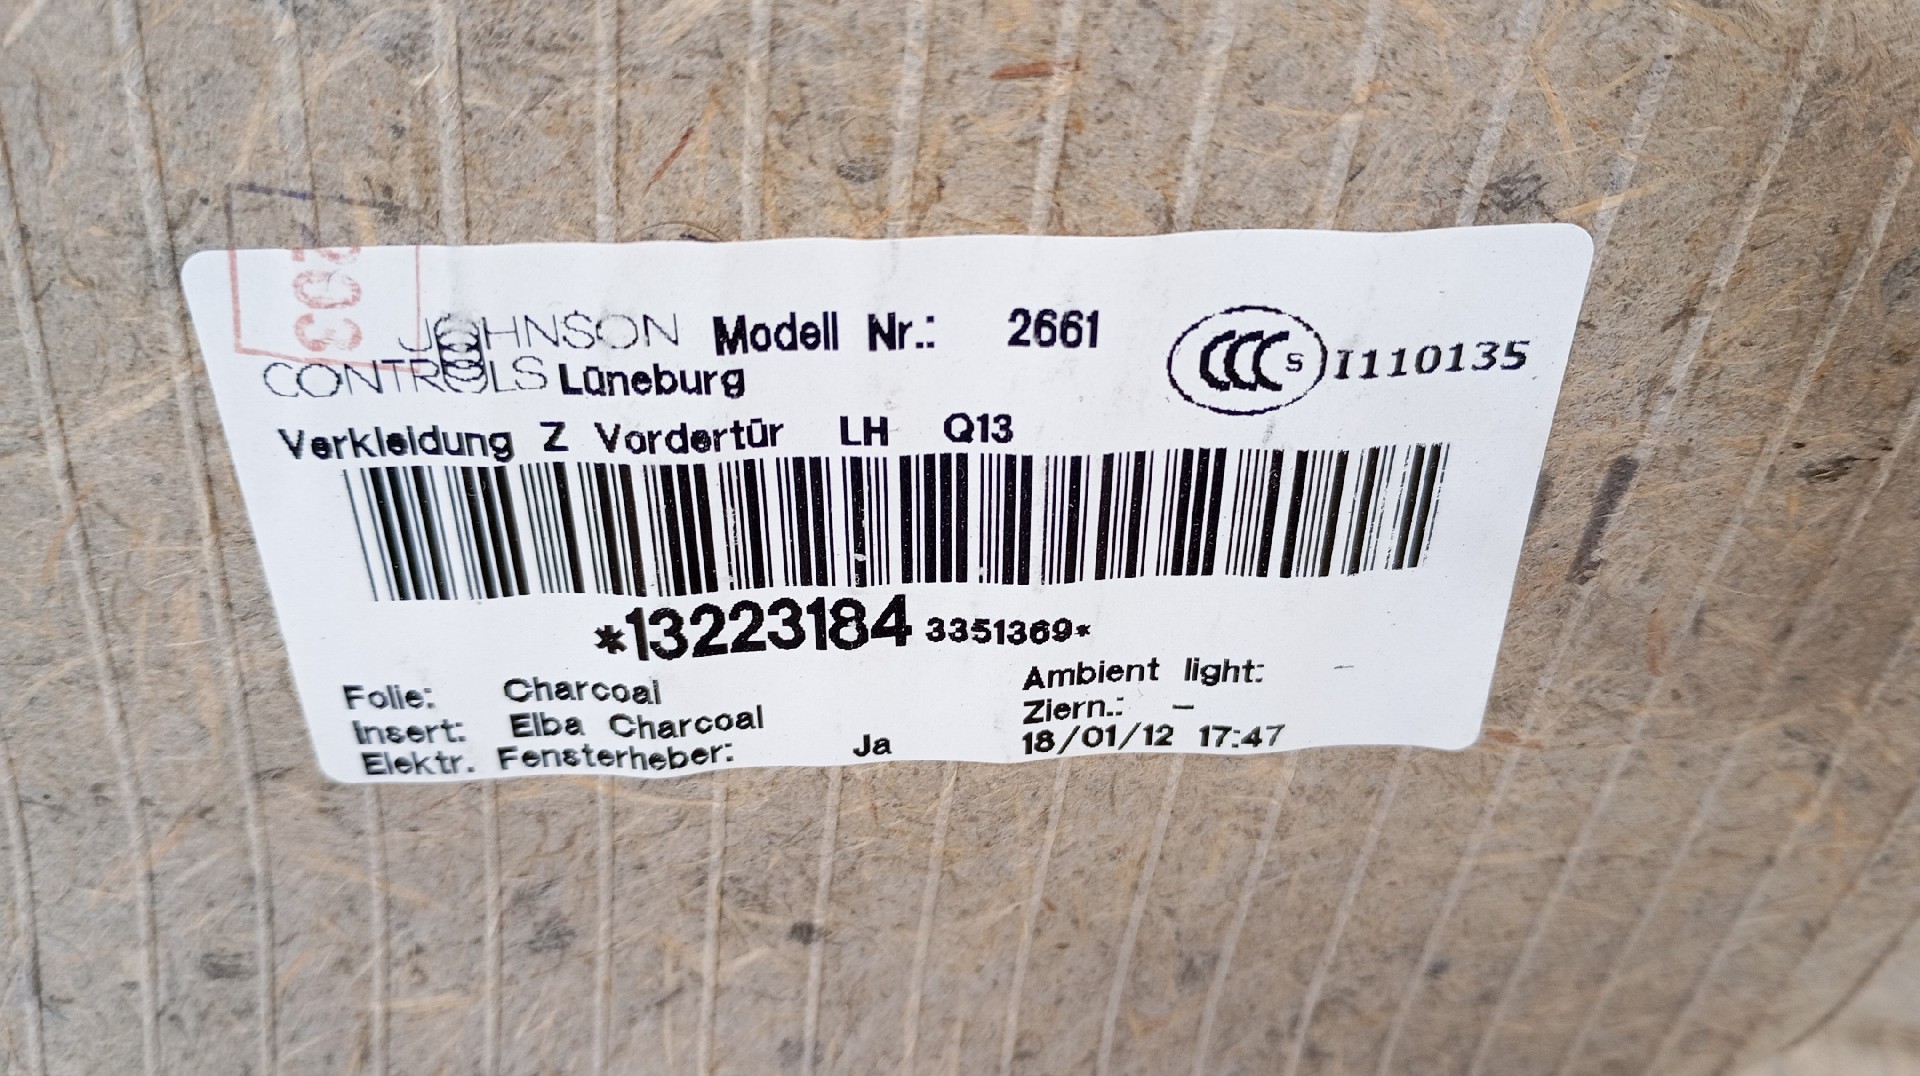 JOHNSON Modell Nr.: 2661
CONTROLS Lüneburg
CCC S I110135
Verkleidung Z Vordertür LH Q13
*13223184 3351369*
Folie: Charcoal
Insert: Elba Charcoal
Elektr. Fensterheber: Ja
Ambient light: -
Ziern.: -
18/01/12 17:47